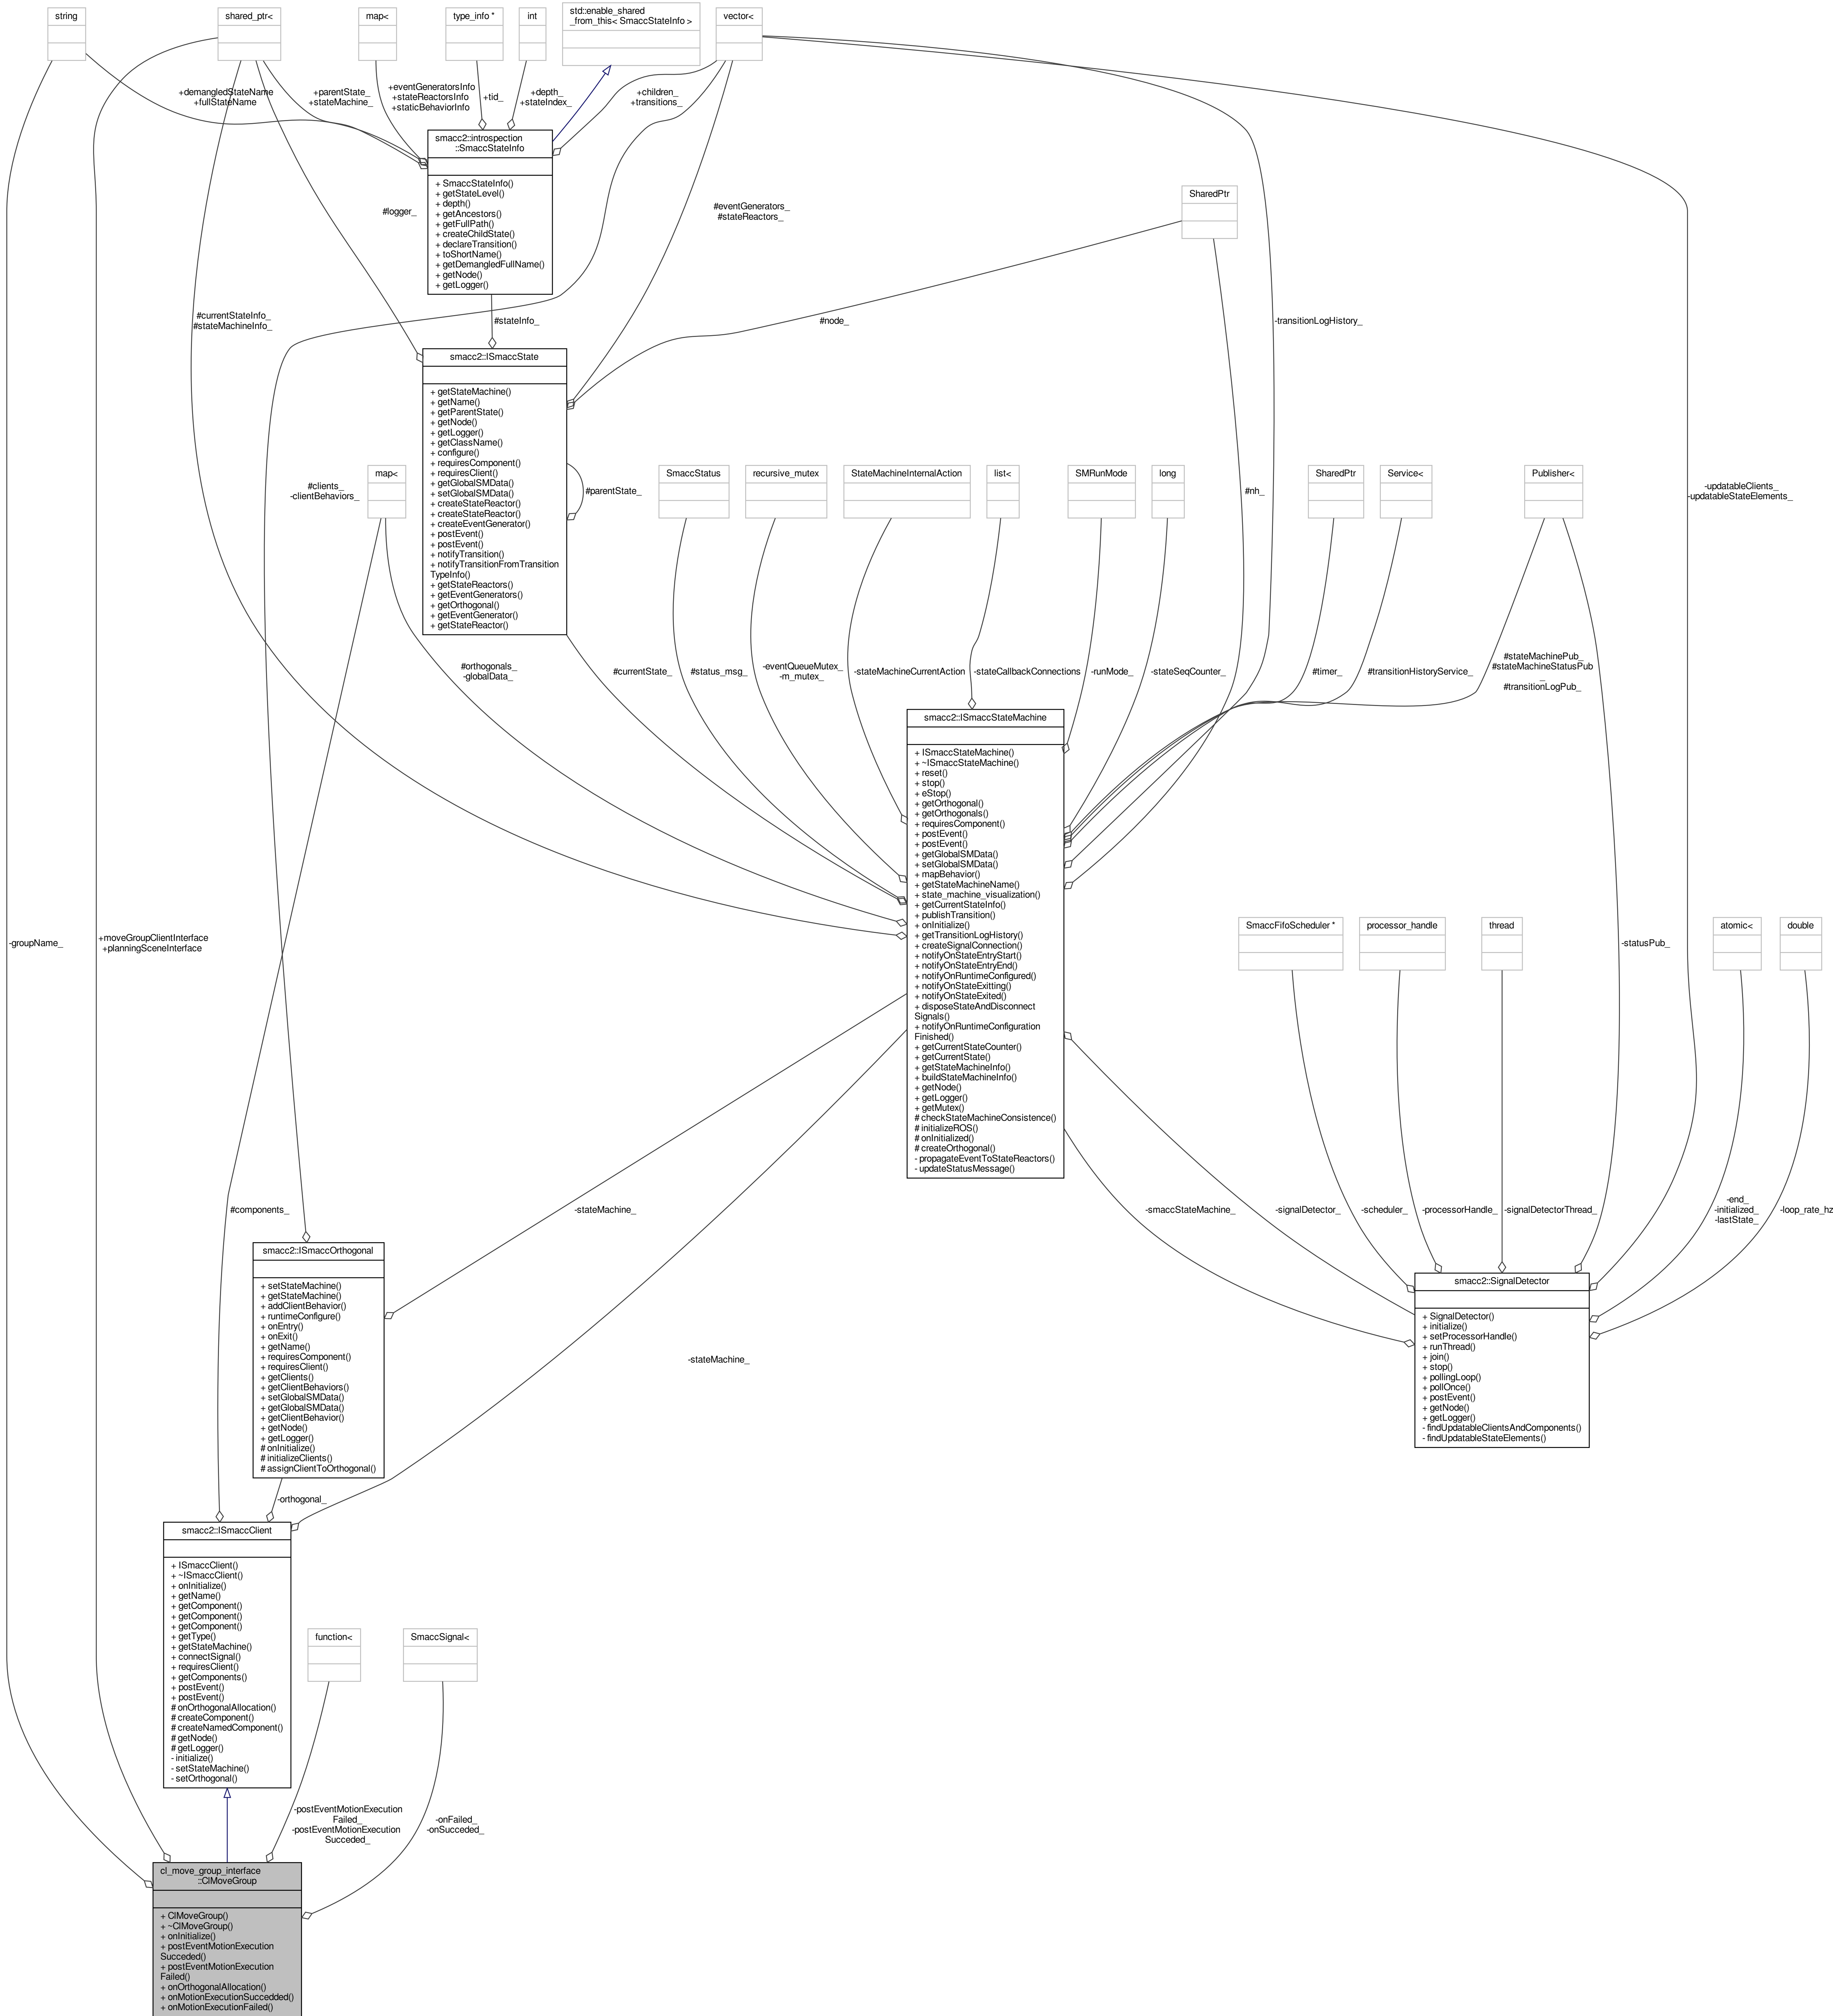 string
shared_ptr<
map<
type_info *
int
std::enable_shared
_from_this< SmaccStateInfo >
vector<
+demangledStateName
+fullStateName
+parentState_
+stateMachine_
+eventGeneratorsInfo
+stateReactorsInfo
+staticBehaviorInfo
+tid_
+depth_
+stateIndex_
+children_
+transitions_
smacc2::introspection
::SmaccStateInfo
+ SmaccStateInfo()
+ getStateLevel()
+ depth()
+ getAncestors()
+ getFullPath()
+ createChildState()
+ declareTransition()
+ toShortName()
+ getDemangledFullName()
+ getNode()
+ getLogger()
SharedPtr
#logger_
#eventGenerators_
#stateReactors_
#currentStateInfo_
#stateMachineInfo_
#stateInfo_
#node_
-transitionLogHistory_
smacc2::ISmaccState
+ getStateMachine()
+ getName()
+ getParentState()
+ getNode()
+ getLogger()
+ getClassName()
+ configure()
+ requiresComponent()
+ requiresClient()
+ getGlobalSMData()
+ setGlobalSMData()
+ createStateReactor()
+ createStateReactor()
+ createEventGenerator()
+ postEvent()
+ postEvent()
+ notifyTransition()
+ notifyTransitionFromTransition
TypeInfo()
+ getStateReactors()
+ getEventGenerators()
+ getOrthogonal()
+ getEventGenerator()
+ getStateReactor()
#clients_
-clientBehaviors_
map<
#parentState_
SmaccStatus
recursive_mutex
StateMachineInternalAction
list<
SMRunMode
long
#nh_
SharedPtr
Service<
Publisher<
-updatableClients_
-updatableStateElements_
#orthogonals_
-globalData_
#currentState_
#status_msg_
-eventQueueMutex_
-m_mutex_
-stateMachineCurrentAction
-stateCallbackConnections
-runMode_
-stateSeqCounter_
#timer_
#transitionHistoryService_
#stateMachinePub_
#stateMachineStatusPub
_
#transitionLogPub_
smacc2::ISmaccStateMachine
+ ISmaccStateMachine()
+ ~ISmaccStateMachine()
+ reset()
+ stop()
+ eStop()
+ getOrthogonal()
+ getOrthogonals()
+ requiresComponent()
+ postEvent()
+ postEvent()
+ getGlobalSMData()
+ setGlobalSMData()
+ mapBehavior()
+ getStateMachineName()
+ state_machine_visualization()
+ getCurrentStateInfo()
+ publishTransition()
+ onInitialize()
+ getTransitionLogHistory()
+ createSignalConnection()
+ notifyOnStateEntryStart()
+ notifyOnStateEntryEnd()
+ notifyOnRuntimeConfigured()
+ notifyOnStateExitting()
+ notifyOnStateExited()
+ disposeStateAndDisconnect
Signals()
+ notifyOnRuntimeConfiguration
Finished()
+ getCurrentStateCounter()
+ getCurrentState()
+ getStateMachineInfo()
+ buildStateMachineInfo()
+ getNode()
+ getLogger()
+ getMutex()
# checkStateMachineConsistence()
# initializeROS()
# onInitialized()
# createOrthogonal()
- propagateEventToStateReactors()
- updateStatusMessage()
-groupName_
+moveGroupClientInterface
+planningSceneInterface
SmaccFifoScheduler *
processor_handle
thread
-statusPub_
atomic<
double
#components_
-stateMachine_
-smaccStateMachine_
-signalDetector_
-scheduler_
-processorHandle_
-signalDetectorThread_
-end_
-initialized_
-lastState_
-loop_rate_hz
smacc2::ISmaccOrthogonal
+ setStateMachine()
+ getStateMachine()
+ addClientBehavior()
+ runtimeConfigure()
+ onEntry()
+ onExit()
+ getName()
+ requiresComponent()
+ requiresClient()
+ getClients()
+ getClientBehaviors()
+ setGlobalSMData()
+ getGlobalSMData()
+ getClientBehavior()
+ getNode()
+ getLogger()
# onInitialize()
# initializeClients()
# assignClientToOrthogonal()
-stateMachine_
smacc2::SignalDetector
+ SignalDetector()
+ initialize()
+ setProcessorHandle()
+ runThread()
+ join()
+ stop()
+ pollingLoop()
+ pollOnce()
+ postEvent()
+ getNode()
+ getLogger()
- findUpdatableClientsAndComponents()
- findUpdatableStateElements()
-orthogonal_
smacc2::ISmaccClient
+ ISmaccClient()
+ ~ISmaccClient()
+ onInitialize()
+ getName()
+ getComponent()
+ getComponent()
+ getComponent()
+ getType()
+ getStateMachine()
+ connectSignal()
+ requiresClient()
+ getComponents()
+ postEvent()
+ postEvent()
# onOrthogonalAllocation()
# createComponent()
# createNamedComponent()
# getNode()
# getLogger()
- initialize()
- setStateMachine()
- setOrthogonal()
function<
SmaccSignal<
-postEventMotionExecution
Failed_
-postEventMotionExecution
Succeded_
-onFailed_
-onSucceded_
cl_move_group_interface
::ClMoveGroup
+ ClMoveGroup()
+ ~ClMoveGroup()
+ onInitialize()
+ postEventMotionExecution
Succeded()
+ postEventMotionExecution
Failed()
+ onOrthogonalAllocation()
+ onMotionExecutionSuccedded()
+ onMotionExecutionFailed()